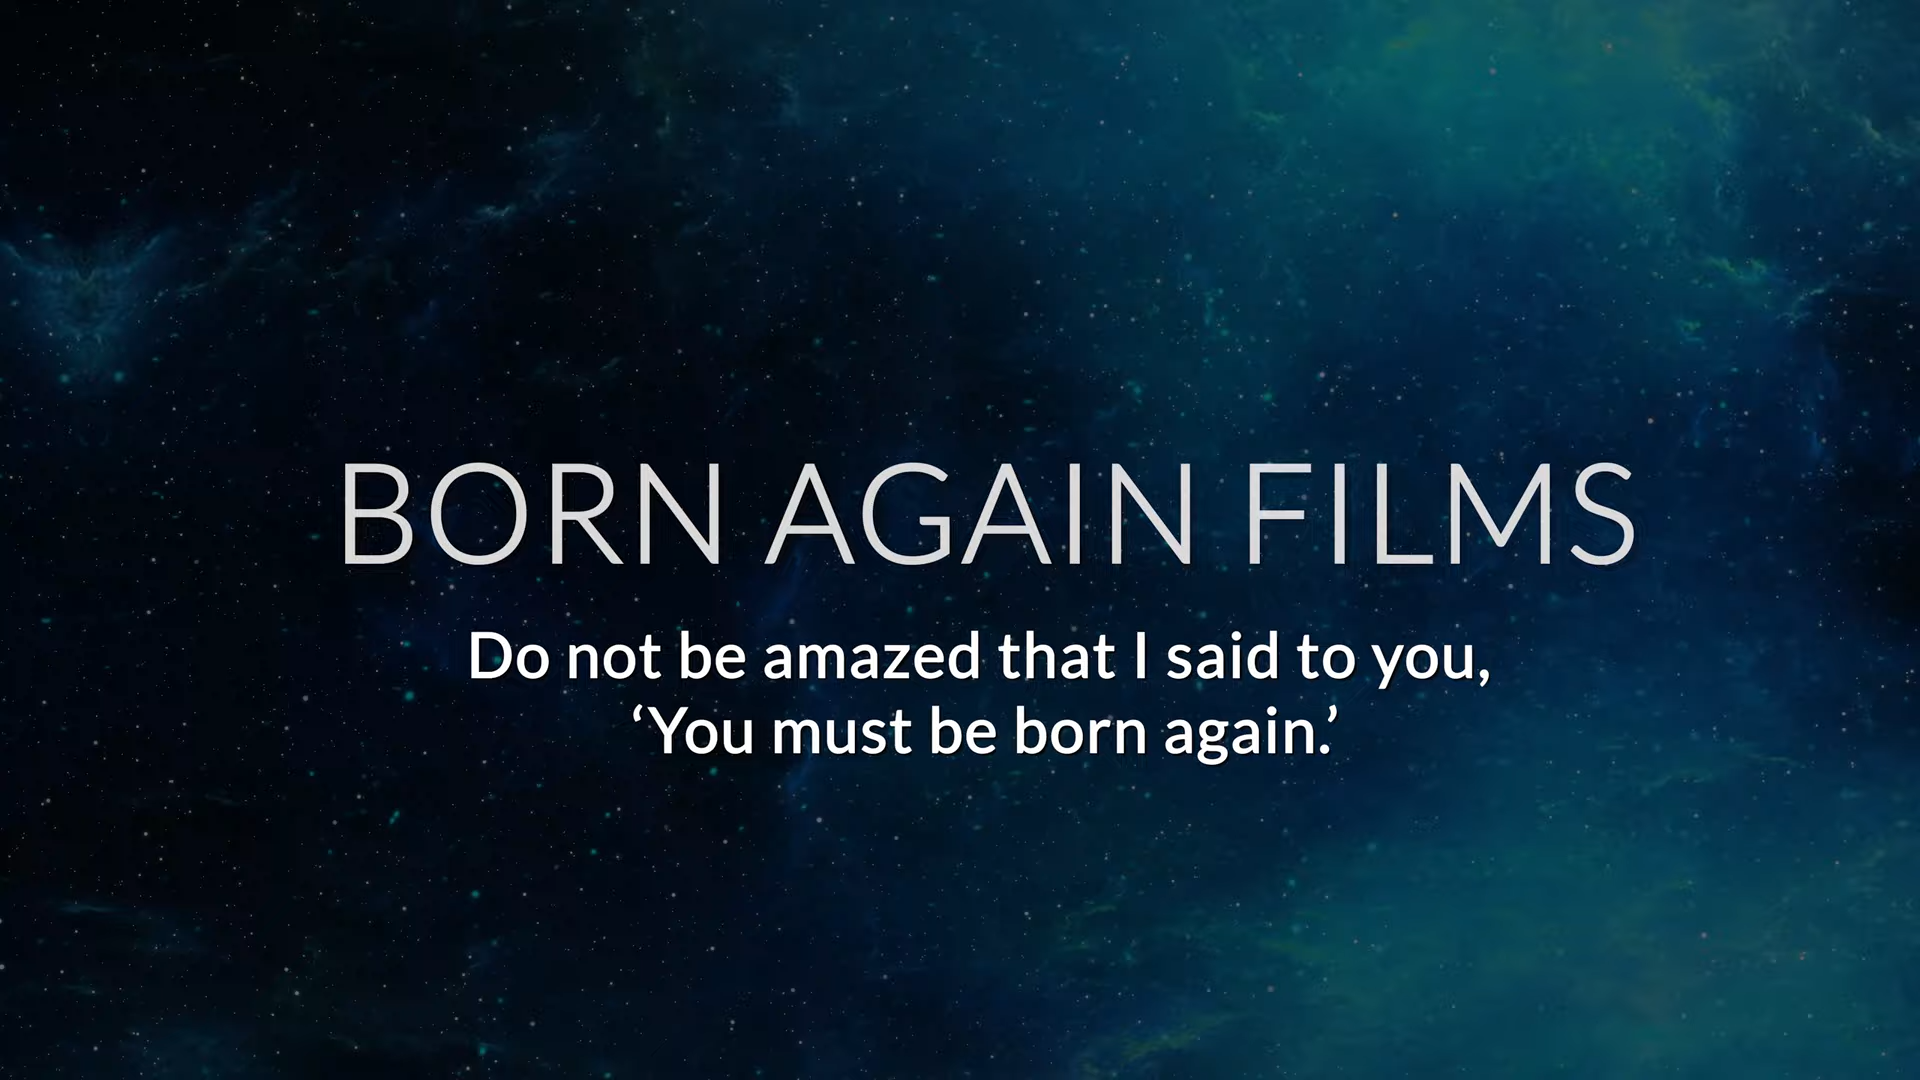 BORN AGAIN FILMS
Do not be amazed that I said to you,
‘You must be born again.’